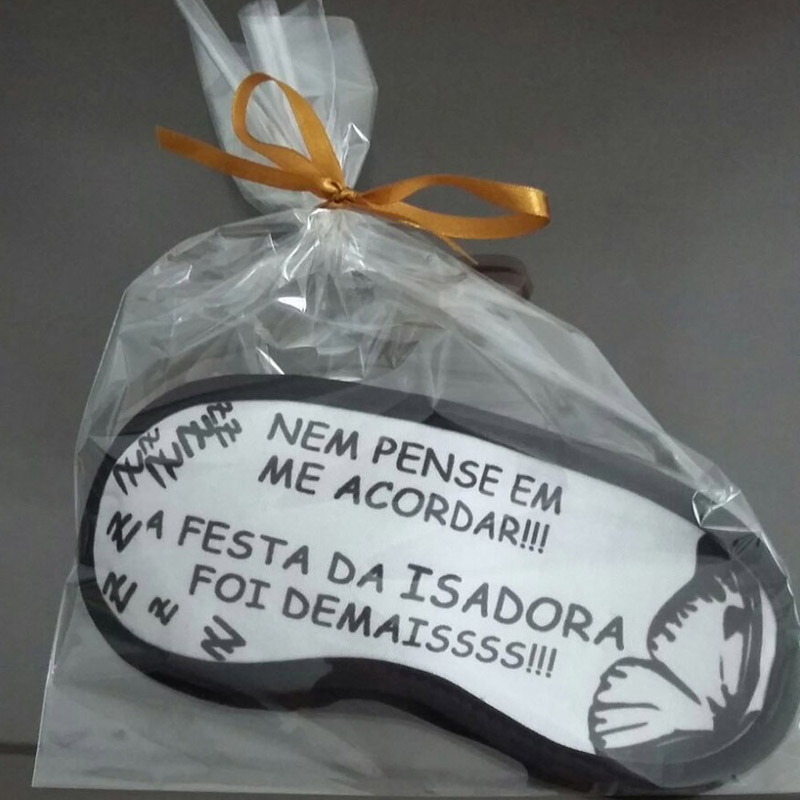 NEM PENSE EM
ME ACORDAR!!!
A FESTA DA ISADORA
FOI DEMAISSSS!!!